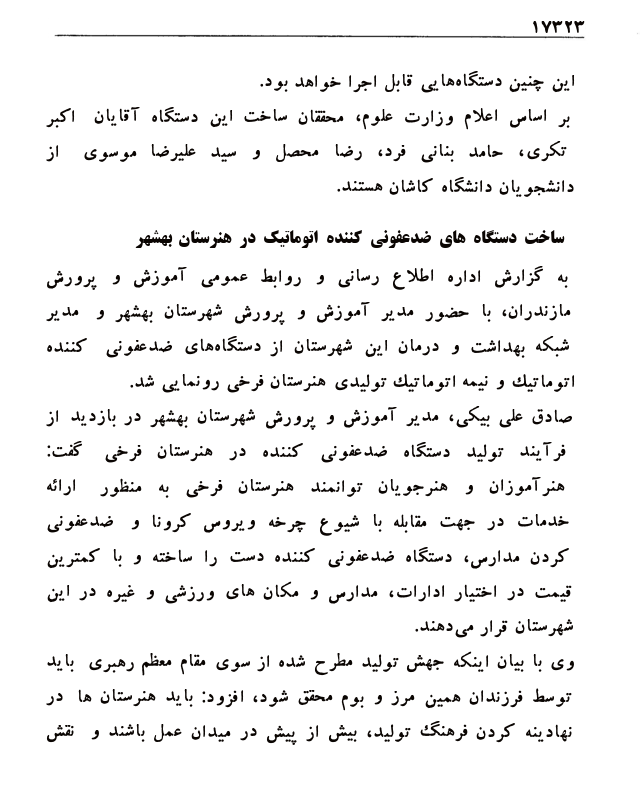 ۱۷۳۲۳
این چنین دستگاه‌هایی قابل اجرا خواهد بود.
بر اساس اعلام وزارت علوم، محققان ساخت این دستگاه آقایان اکبر
تکری، حامد بنانی فرد، رضا محصل و سید علیرضا موسوی از
دانشجویان دانشگاه کاشان هستند.
ساخت دستگاه های ضدعفونی کننده اتوماتیک در هنرستان بهشهر
به گزارش اداره اطلاع رسانی و روابط عمومی آموزش و پرورش
مازندران، با حضور مدیر آموزش و پرورش شهرستان بهشهر و مدیر
شبکه بهداشت و درمان این شهرستان از دستگاه‌های ضدعفونی کننده
اتوماتیك و نیمه اتوماتیك تولیدی هنرستان فرخی رونمایی شد.
صادق علی بیکی، مدیر آموزش و پرورش شهرستان بهشهر در بازدید از
فرآیند تولید دستگاه ضدعفونی کننده در هنرستان فرخی گفت:
هنرآموزان و هنرجویان توانمند هنرستان فرخی به منظور ارائه
خدمات در جهت مقابله با شیوع چرخه ویروس کرونا و ضدعفونی
کردن مدارس، دستگاه ضدعفونی کننده دست را ساخته و با کمترین
قیمت در اختیار ادارات، مدارس و مکان های ورزشی و غیره در این
شهرستان قرار می‌دهند.
وی با بیان اینکه جهش تولید مطرح شده از سوی مقام معظم رهبری باید
توسط فرزندان همین مرز و بوم محقق شود، افزود: باید هنرستان ها در
نهادینه کردن فرهنگ تولید، بیش از پیش در میدان عمل باشند و نقش